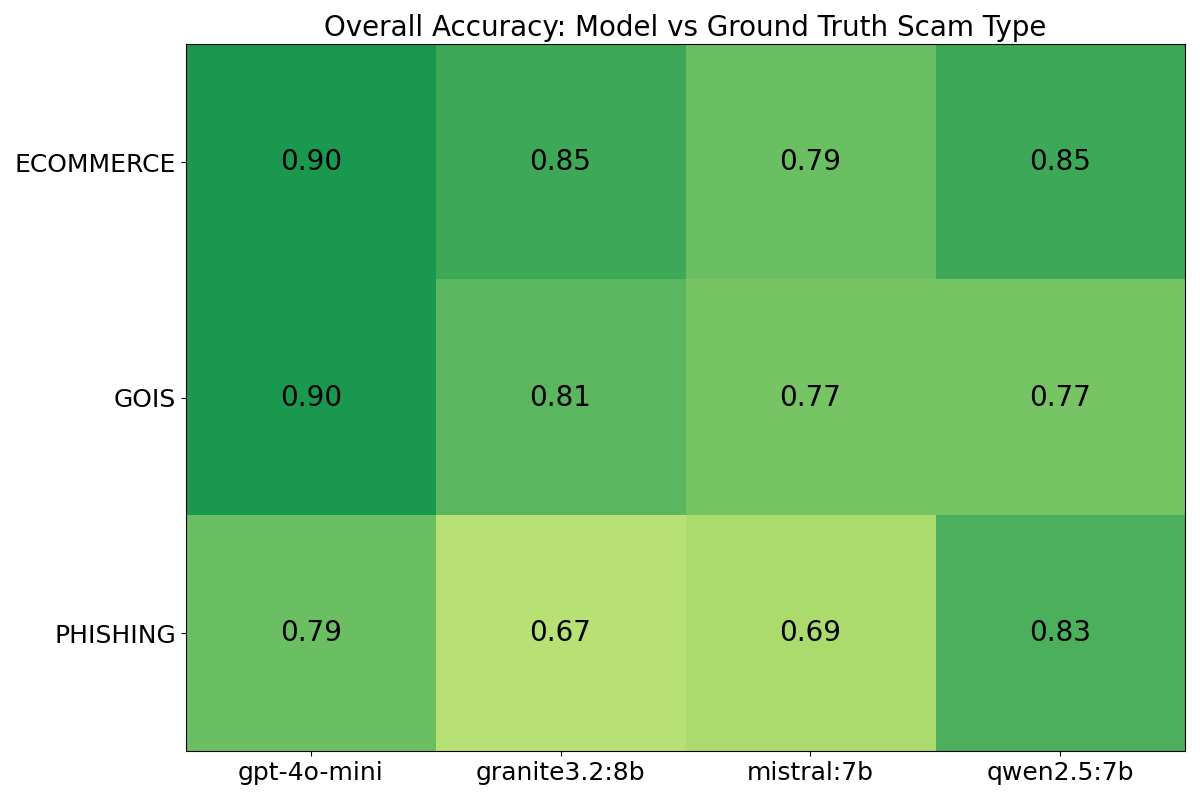 Overall Accuracy: Model vs Ground Truth Scam Type
ECOMMERCE 0.90 0.85 0.79 0.85
GOIS 0.90 0.81 0.77 0.77
PHISHING 0.79 0.67 0.69 0.83
gpt-4o-mini granite3.2:8b mistral:7b qwen2.5:7b